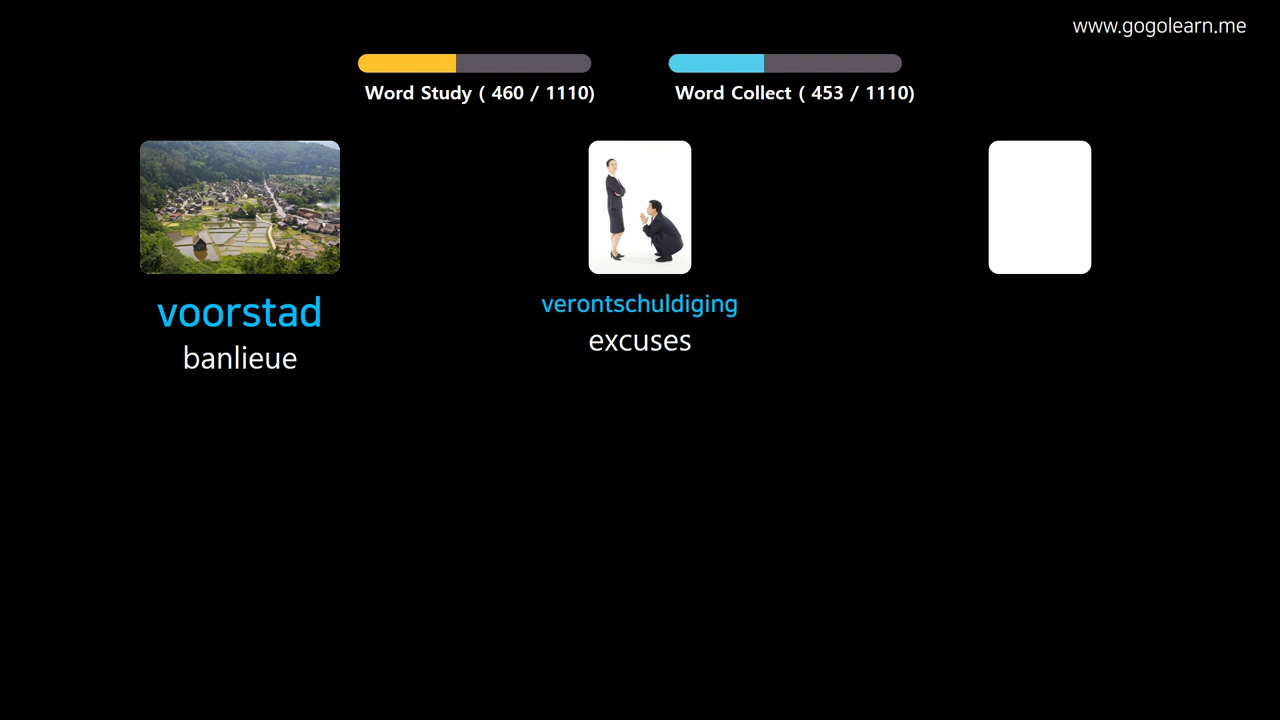 www.gogolearn.me
Word Study ( 460 / 1110)
Word Collect ( 453 / 1110)
voorstad
banlieue
verontschuldiging
excuses